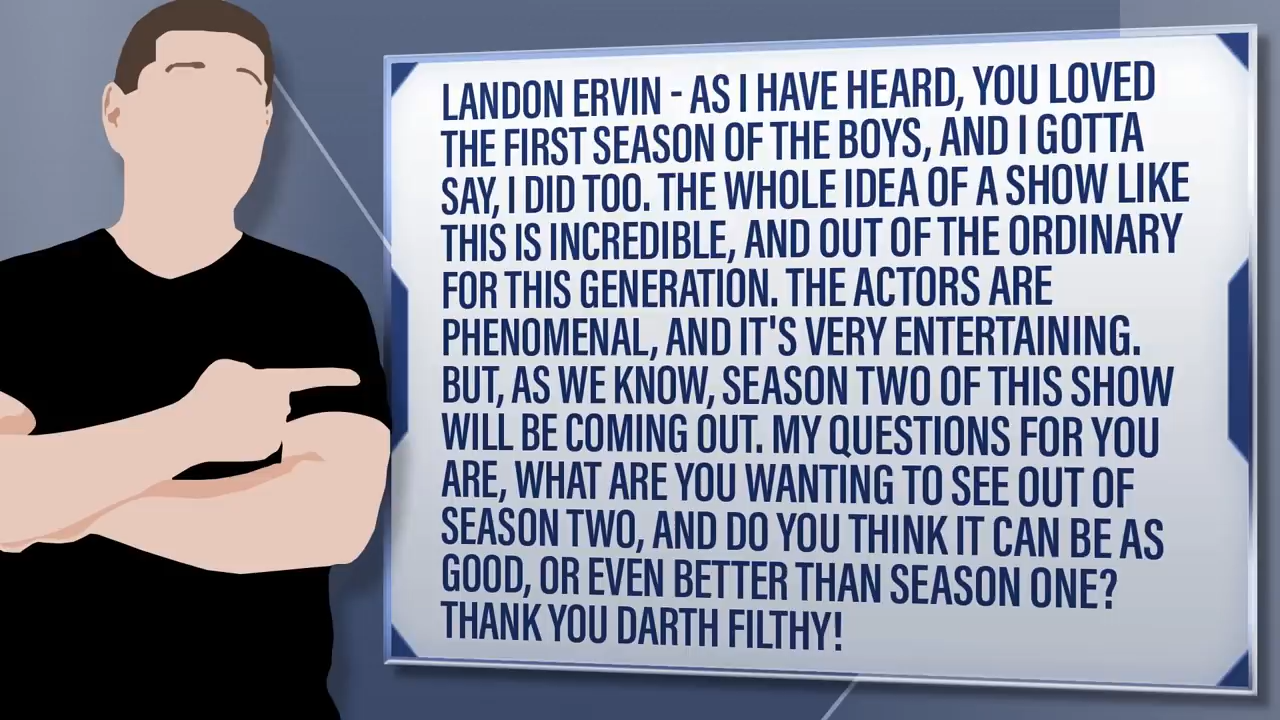 LANDON ERVIN - AS I HAVE HEARD, YOU LOVED
THE FIRST SEASON OF THE BOYS, AND I GOTTA
SAY, I DID TOO. THE WHOLE IDEA OF A SHOW LIKE
THIS IS INCREDIBLE, AND OUT OF THE ORDINARY
FOR THIS GENERATION. THE ACTORS ARE
PHENOMENAL, AND IT'S VERY ENTERTAINING.
BUT, AS WE KNOW, SEASON TWO OF THIS SHOW
WILL BE COMING OUT. MY QUESTIONS FOR YOU
ARE, WHAT ARE YOU WANTING TO SEE OUT OF
SEASON TWO, AND DO YOU THINK IT CAN BE AS
GOOD, OR EVEN BETTER THAN SEASON ONE?
THANK YOU DARTH FILTHY!